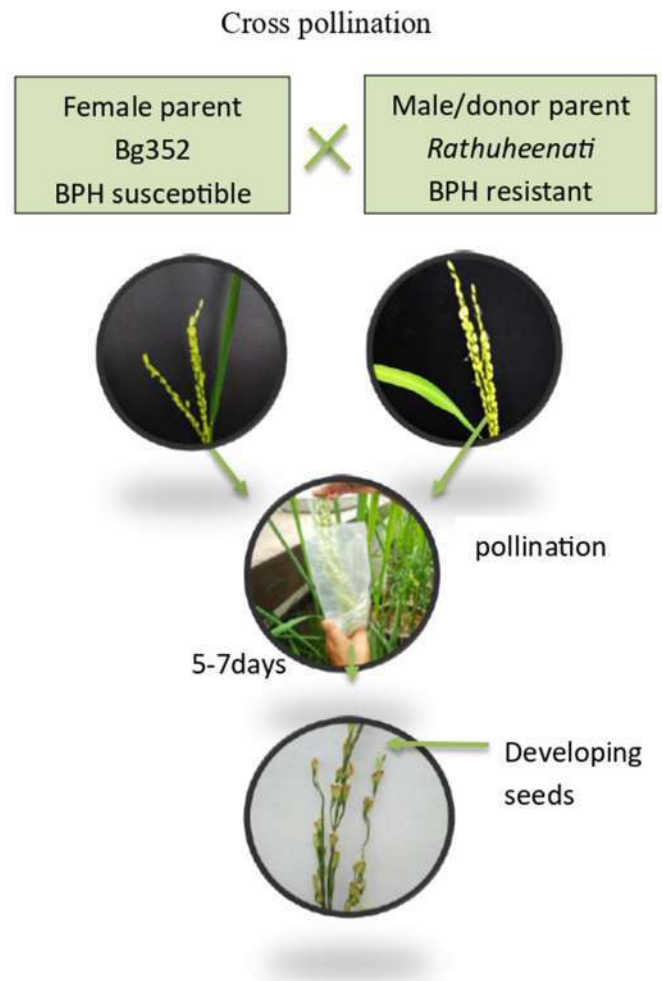 Cross pollination
Female parent
Bg352
BPH susceptible
Male/donor parent
Rathuheenati
BPH resistant
pollination
5-7days
Developing
seeds